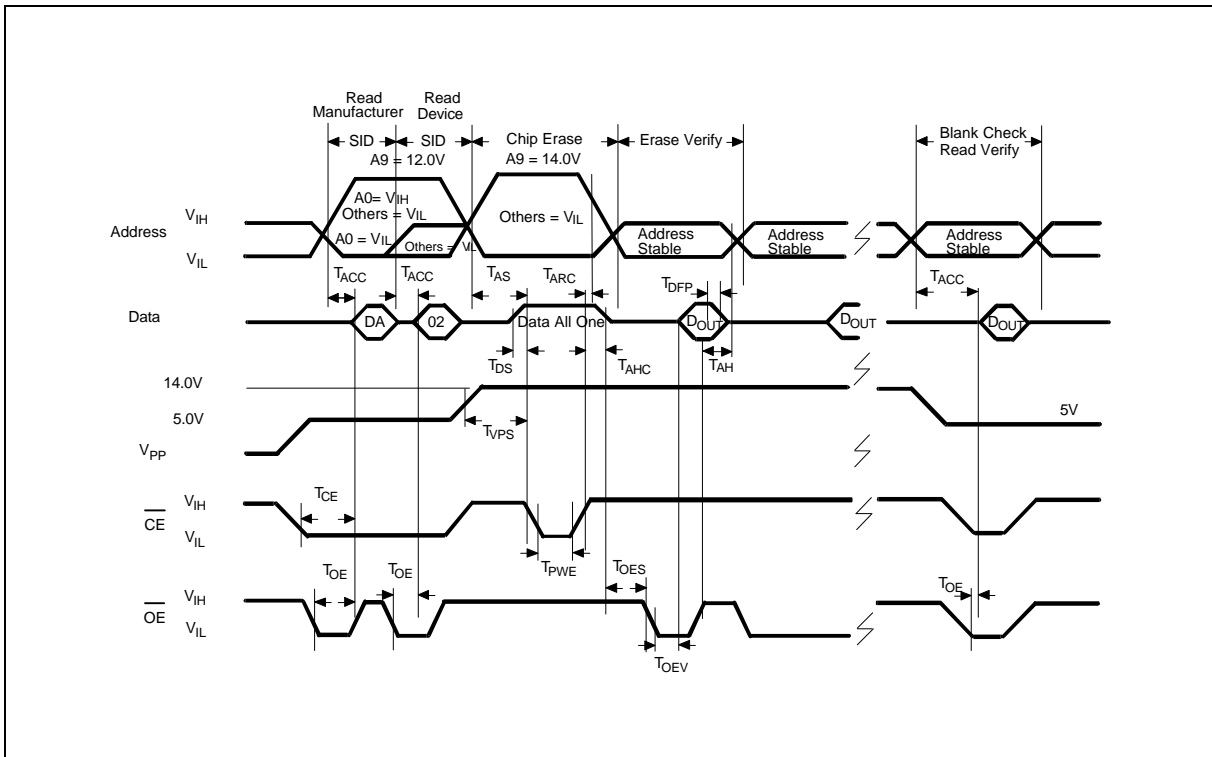 Read
Manufacturer
SID
Read
Device
SID
Chip Erase
Erase Verify
Blank Check
Read Verify
A9 = 12.0V
A9 = 14.0V
A0= VIH
Others = VIL
A0 = VIL
Others = VIL
Others = VIL
Address
VIH
VIL
Address
Stable
Address
Stable
Address
Stable
TACC
TACC
TAS
TARC
TDFP
TACC
Data
DA
02
Data All One
DOUT
DOUT
DOUT
TDS
TAHC
TAH
14.0V
5.0V
VPP
TVPS
5V
CE
VIH
VIL
TCE
TPWE
OE
VIH
VIL
TOE
TOE
TOES
TOEV
TOE